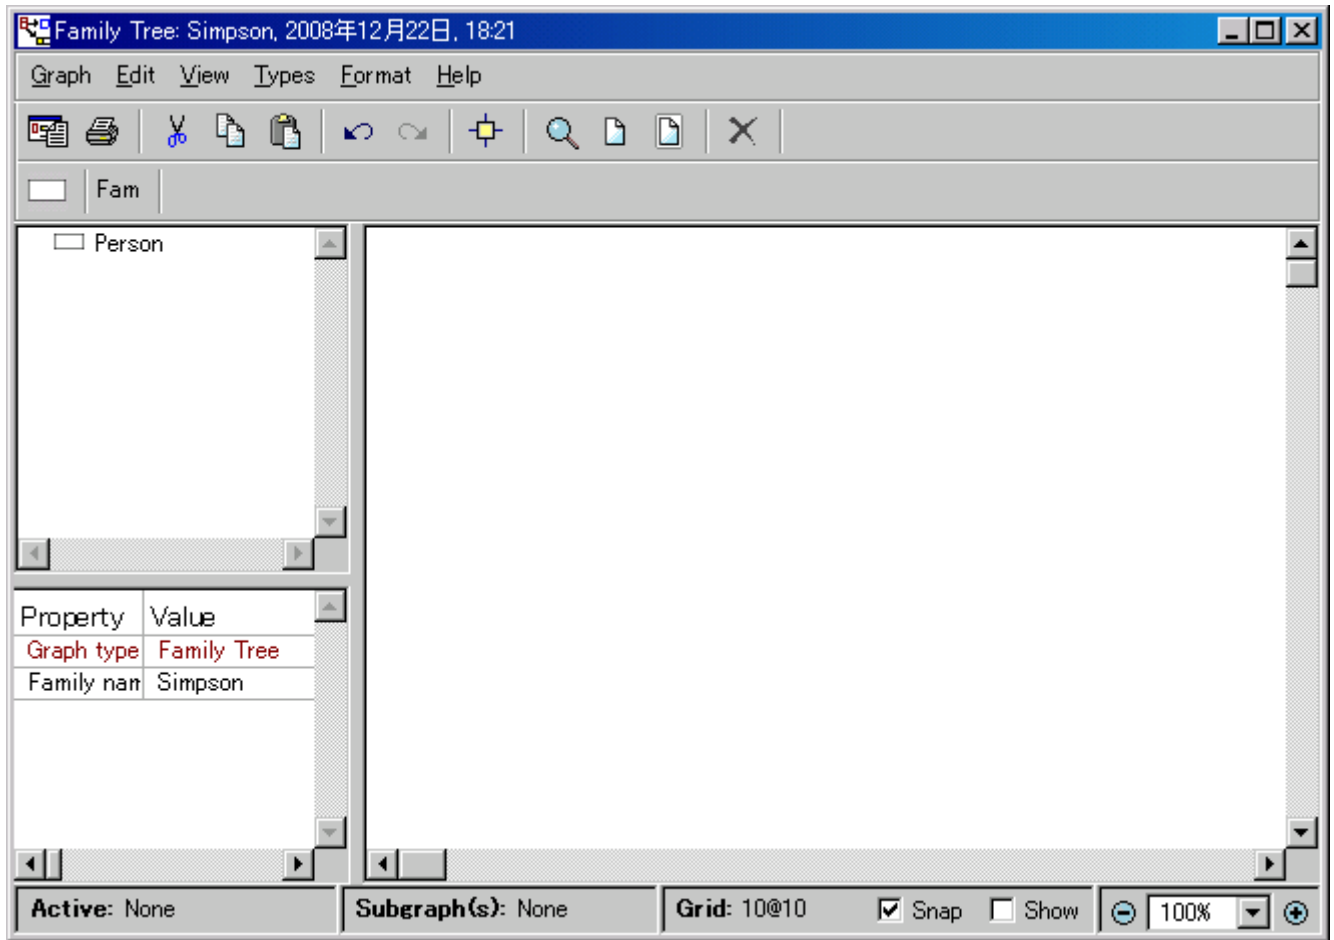 Family Tree: Simpson, 2008年12月22日, 18:21
Graph Edit View Types Format Help
Fam
Person
Property Value
Graph type Family Tree
Family nam Simpson
Active: None Subgraph(s): None Grid: 10@10 Snap Show 100%